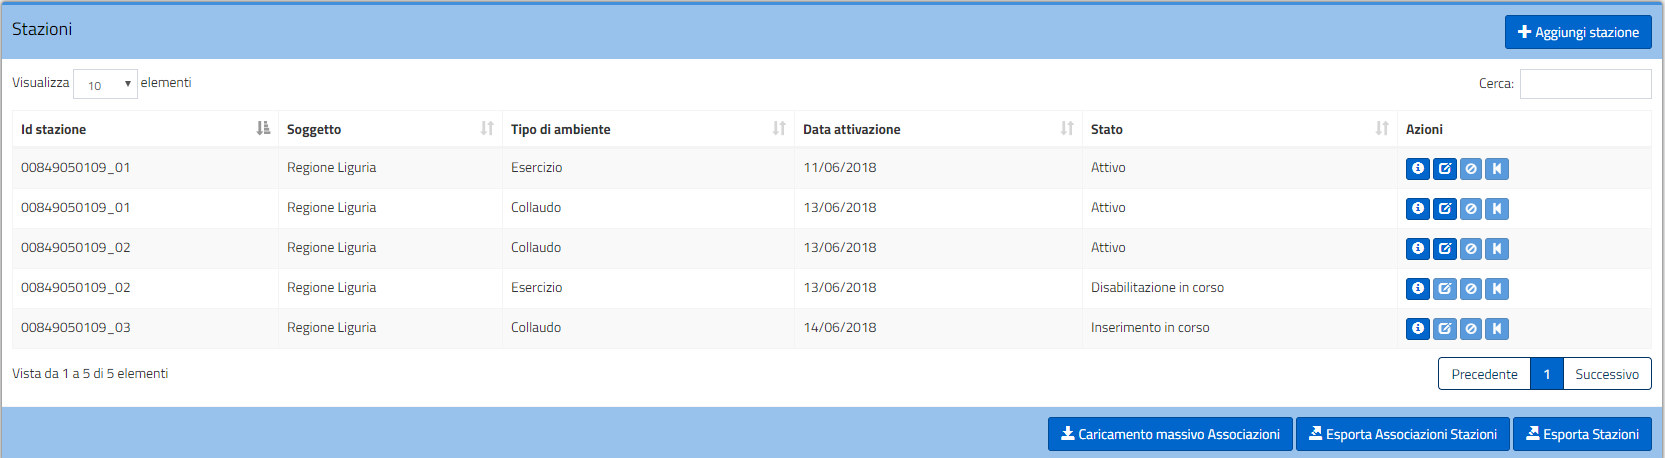 Stazioni
Aggiungi stazione
Visualizza 10 elementi Cerca:
Id stazione Soggetto Tipo di ambiente Data attivazione Stato Azioni
00849050109_01 Regione Liguria Esercizio 11/06/2018 Attivo
00849050109_01 Regione Liguria Collaudo 13/06/2018 Attivo
00849050109_02 Regione Liguria Collaudo 13/06/2018 Attivo
00849050109_02 Regione Liguria Esercizio 13/06/2018 Disabilitazione in corso
00849050109_03 Regione Liguria Collaudo 14/06/2018 Inserimento in corso
Vista da 1 a 5 di 5 elementi Precedente 1 Successivo
Caricamento massivo Associazioni Esporta Associazioni Stazioni Esporta Stazioni